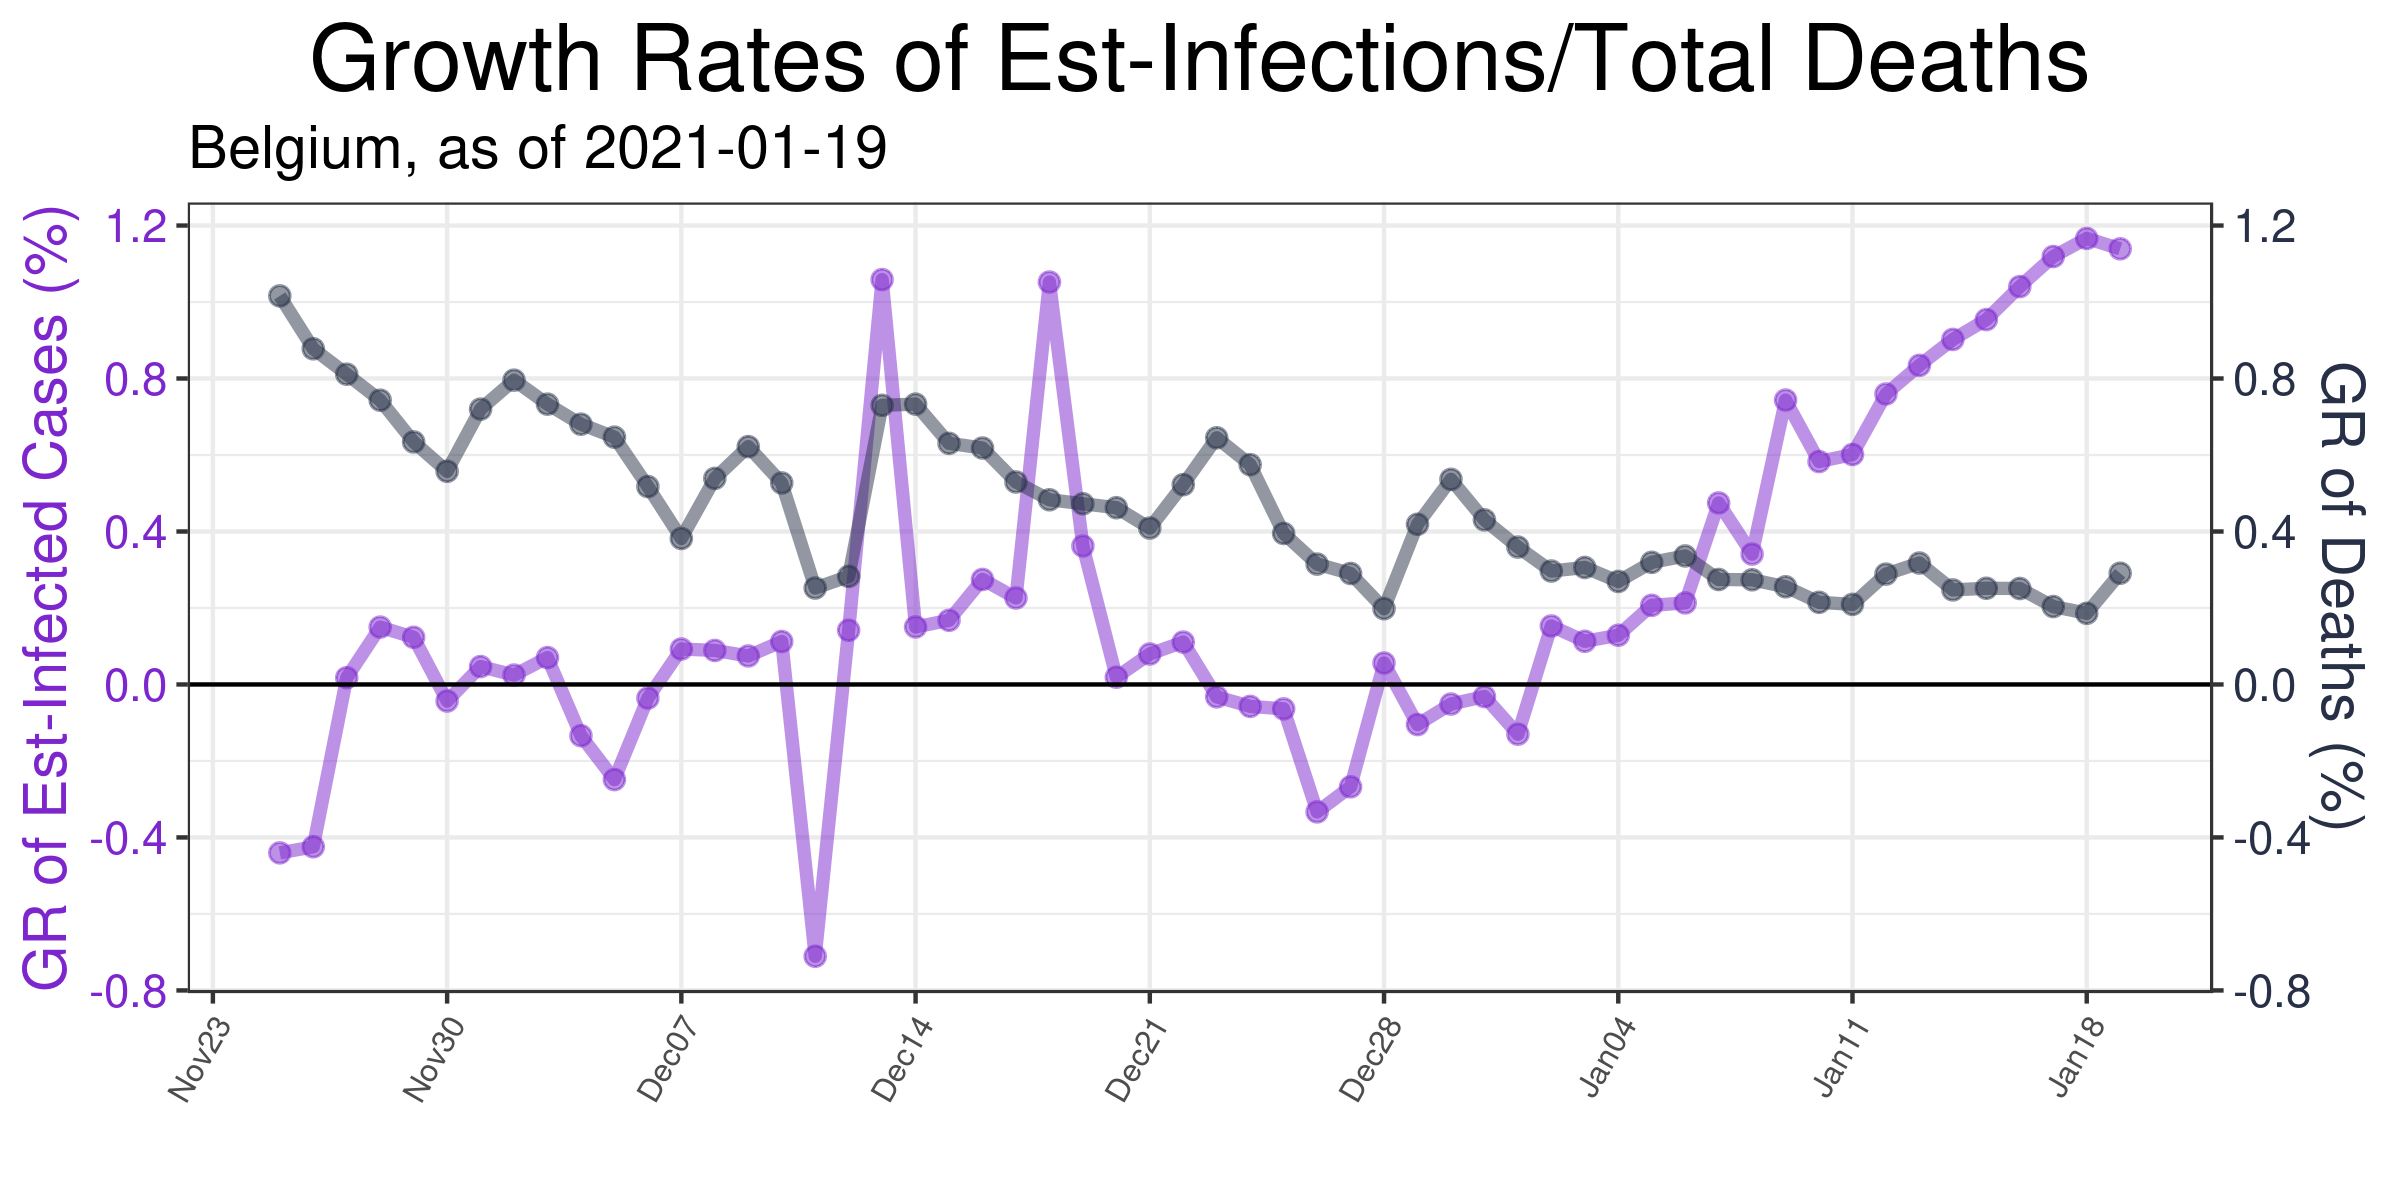 Growth Rates of Est-Infections/Total Deaths
Belgium, as of 2021-01-19
GR of Est-Infected Cases (%)
1.2
0.8
0.4
0.0
-0.4
-0.8
1.2
0.8
0.4
0.0
-0.4
-0.8
GR of Deaths (%)
Nov23
Nov30
Dec07
Dec14
Dec21
Dec28
Jan04
Jan11
Jan18